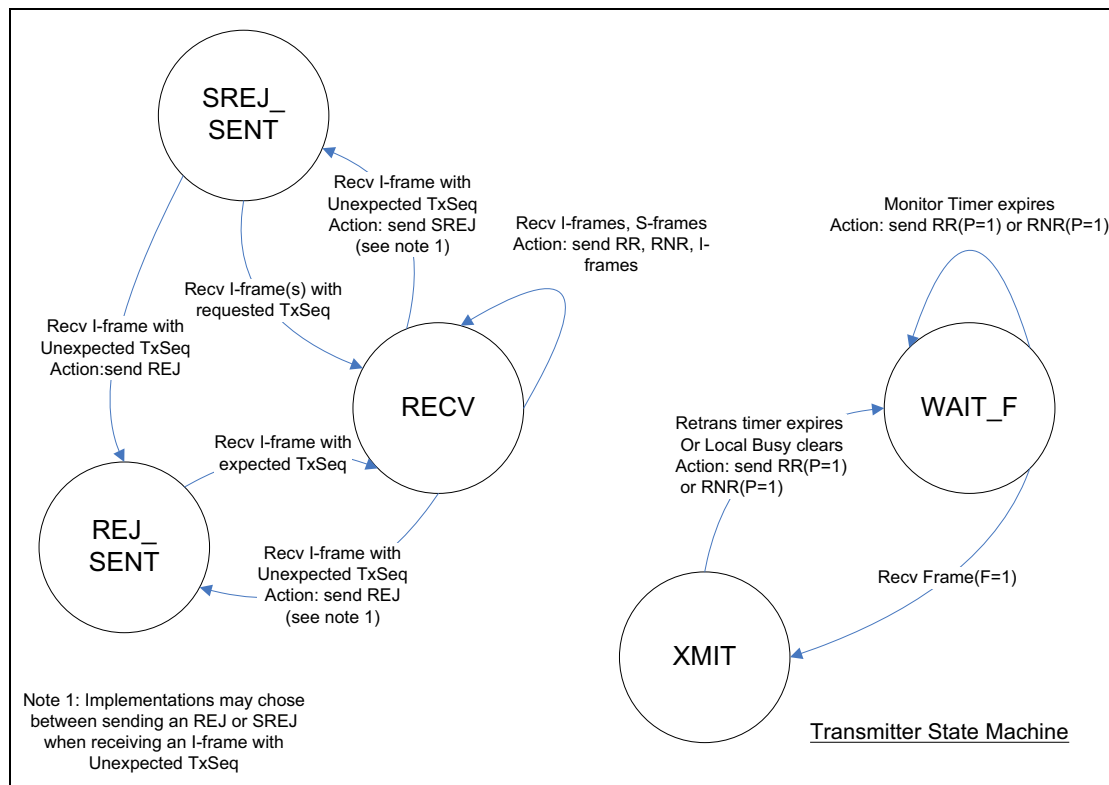 SREJ_
SENT
Recv I-frame with
Unexpected TxSeq
Action: send SREJ
(see note 1)
Recv I-frames, S-frames
Action: send RR, RNR, I-
frames
Recv I-frame(s) with
requested TxSeq
Recv I-frame with
Unexpected TxSeq
Action:send REJ
RECV
Recv I-frame with
expected TxSeq
REJ_
SENT
Recv I-frame with
Unexpected TxSeq
Action: send REJ
(see note 1)
Note 1: Implementations may chose
between sending an REJ or SREJ
when receiving an I-frame with
Unexpected TxSeq
Monitor Timer expires
Action: send RR(P=1) or RNR(P=1)
WAIT_F
Retrans timer expires
Or Local Busy clears
Action: send RR(P=1)
or RNR(P=1)
Recv Frame(F=1)
XMIT
Transmitter State Machine